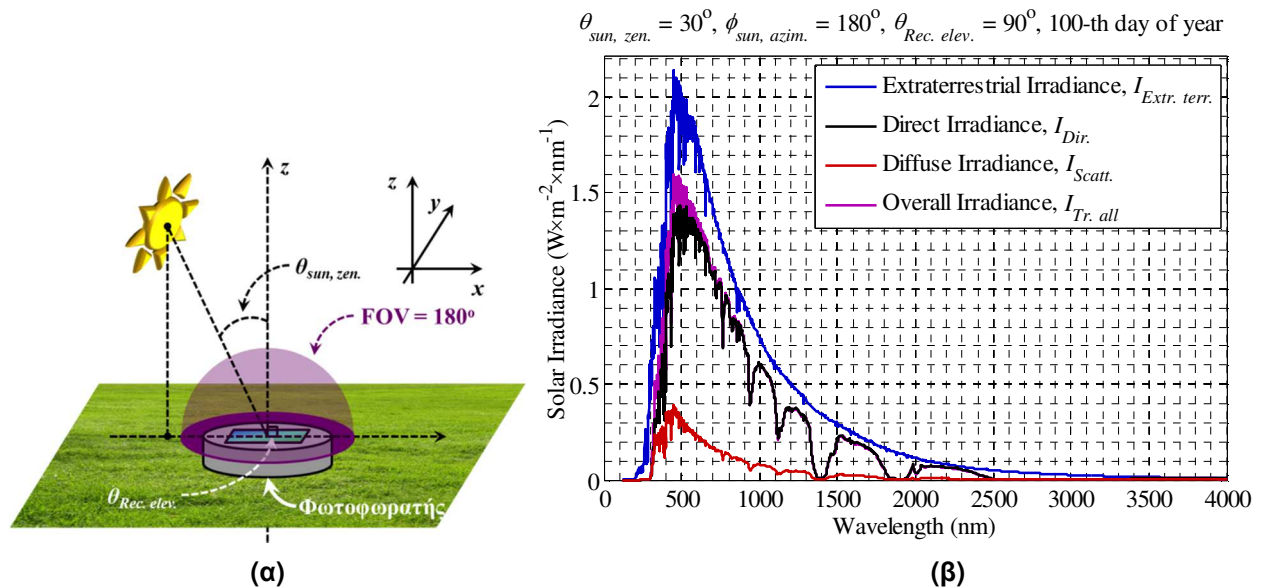 z
z
y
x
θsun, zen.
FOV = 180°
θRec. elev.
Φωτοφωρατής
(α)
θsun, zen. = 30°, ϕsun, azim. = 180°, θRec. elev. = 90°, 100-th day of year
Solar Irradiance (W×m-2×nm-1)
2
1.5
1
0.5
0
Extraterrestrial Irradiance, IExtr. terr.
Direct Irradiance, IDir.
Diffuse Irradiance, IScatt.
Overall Irradiance, ITr. all
0 500 1000 1500 2000 2500 3000 3500 4000
Wavelength (nm)
(β)